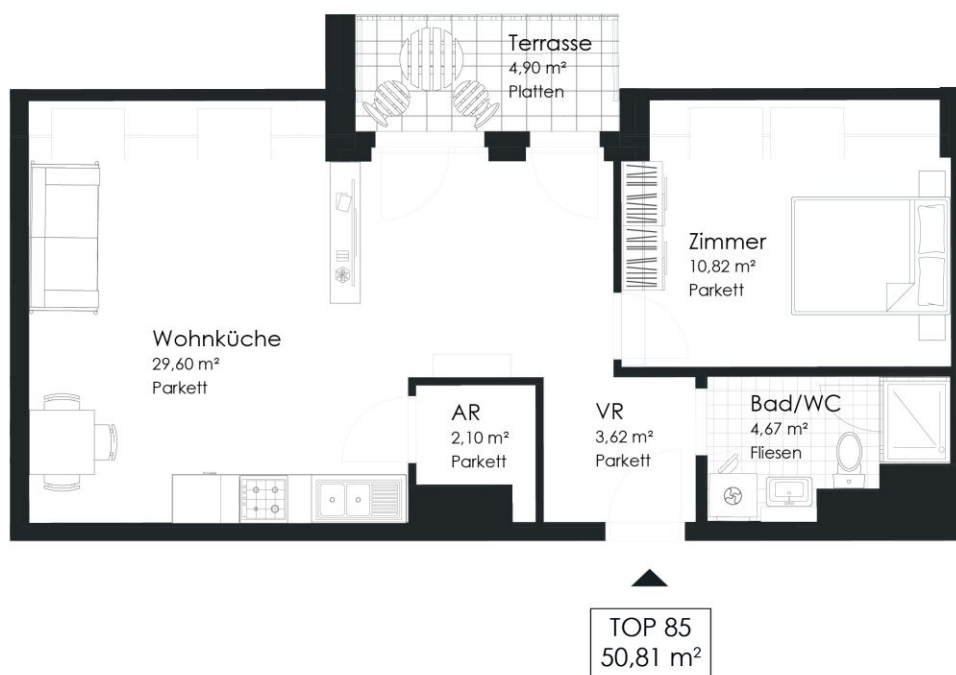 Terrasse
4,90 m²
Platten
Zimmer
10,82 m²
Parkett
Wohnküche
29,60 m²
Parkett
AR
2,10 m²
Parkett
VR
3,62 m²
Parkett
Bad/WC
4,67 m²
Fliesen
TOP 85
50,81 m²